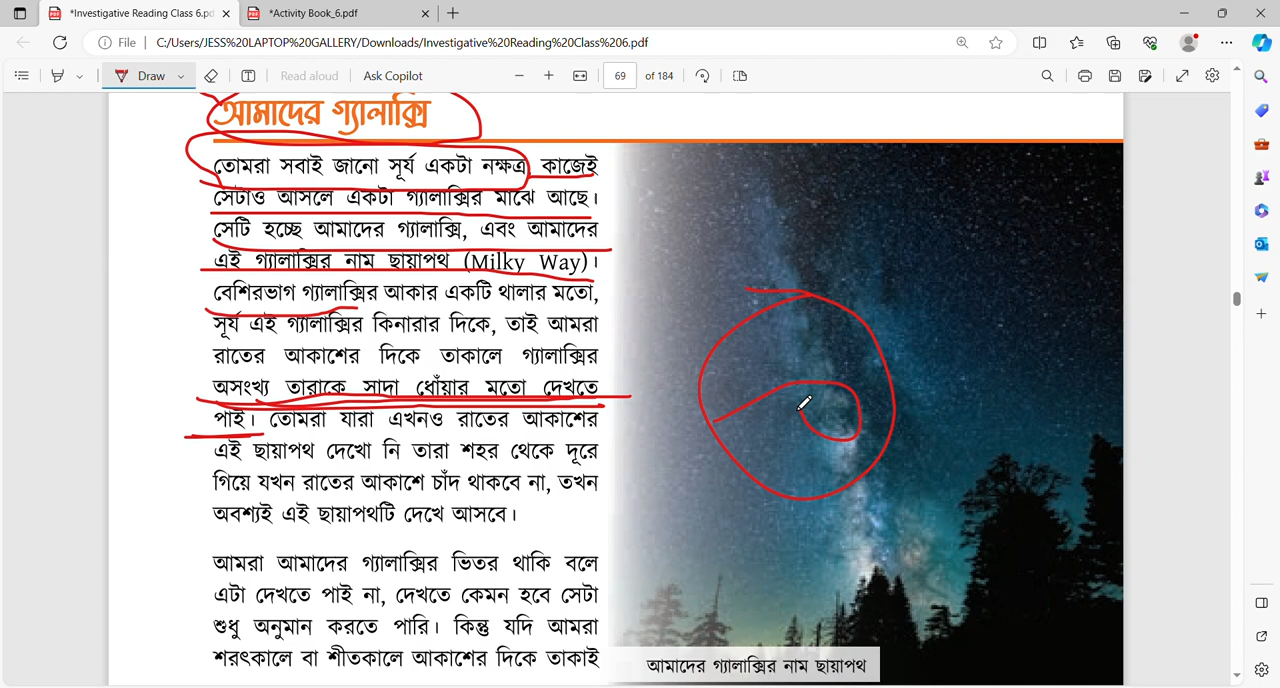 *Investigative Reading Class 6.pd
*Activity Book_6.pdf
File
C:/Users/JESS%20LAPTOP%20GALLERY/Downloads/Investigative%20Reading%20Class%206.pdf
Draw
Read aloud
Ask Copilot
69 of 184
আমাদের গ্যালাক্সি
তোমরা সবাই জানো সূর্য একটা নক্ষত্র, কাজেই
সেটাও আসলে একটা গ্যালাক্সির মাঝে আছে।
সেটি হচ্ছে আমাদের গ্যালাক্সি, এবং আমাদের
এই গ্যালাক্সির নাম ছায়াপথ (Milky Way)।
বেশিরভাগ গ্যালাক্সির আকার একটি থালার মতো,
সূর্য এই গ্যালাক্সির কিনারার দিকে, তাই আমরা
রাতের আকাশের দিকে তাকালে গ্যালাক্সির
অসংখ্য তারাকে সাদা ধোঁয়ার মতো দেখতে
পাই। তোমরা যারা এখনও রাতের আকাশের
এই ছায়াপথ দেখো নি তারা শহর থেকে দূরে
গিয়ে যখন রাতের আকাশে চাঁদ থাকবে না, তখন
অবশ্যই এই ছায়াপথটি দেখে আসবে।
আমরা আমাদের গ্যালাক্সির ভিতর থাকি বলে
এটা দেখতে পাই না, দেখতে কেমন হবে সেটা
শুধু অনুমান করতে পারি। কিন্তু যদি আমরা
শরৎকালে বা শীতকালে আকাশের দিকে তাকাই
আমাদের গ্যালাক্সির নাম ছায়াপথ